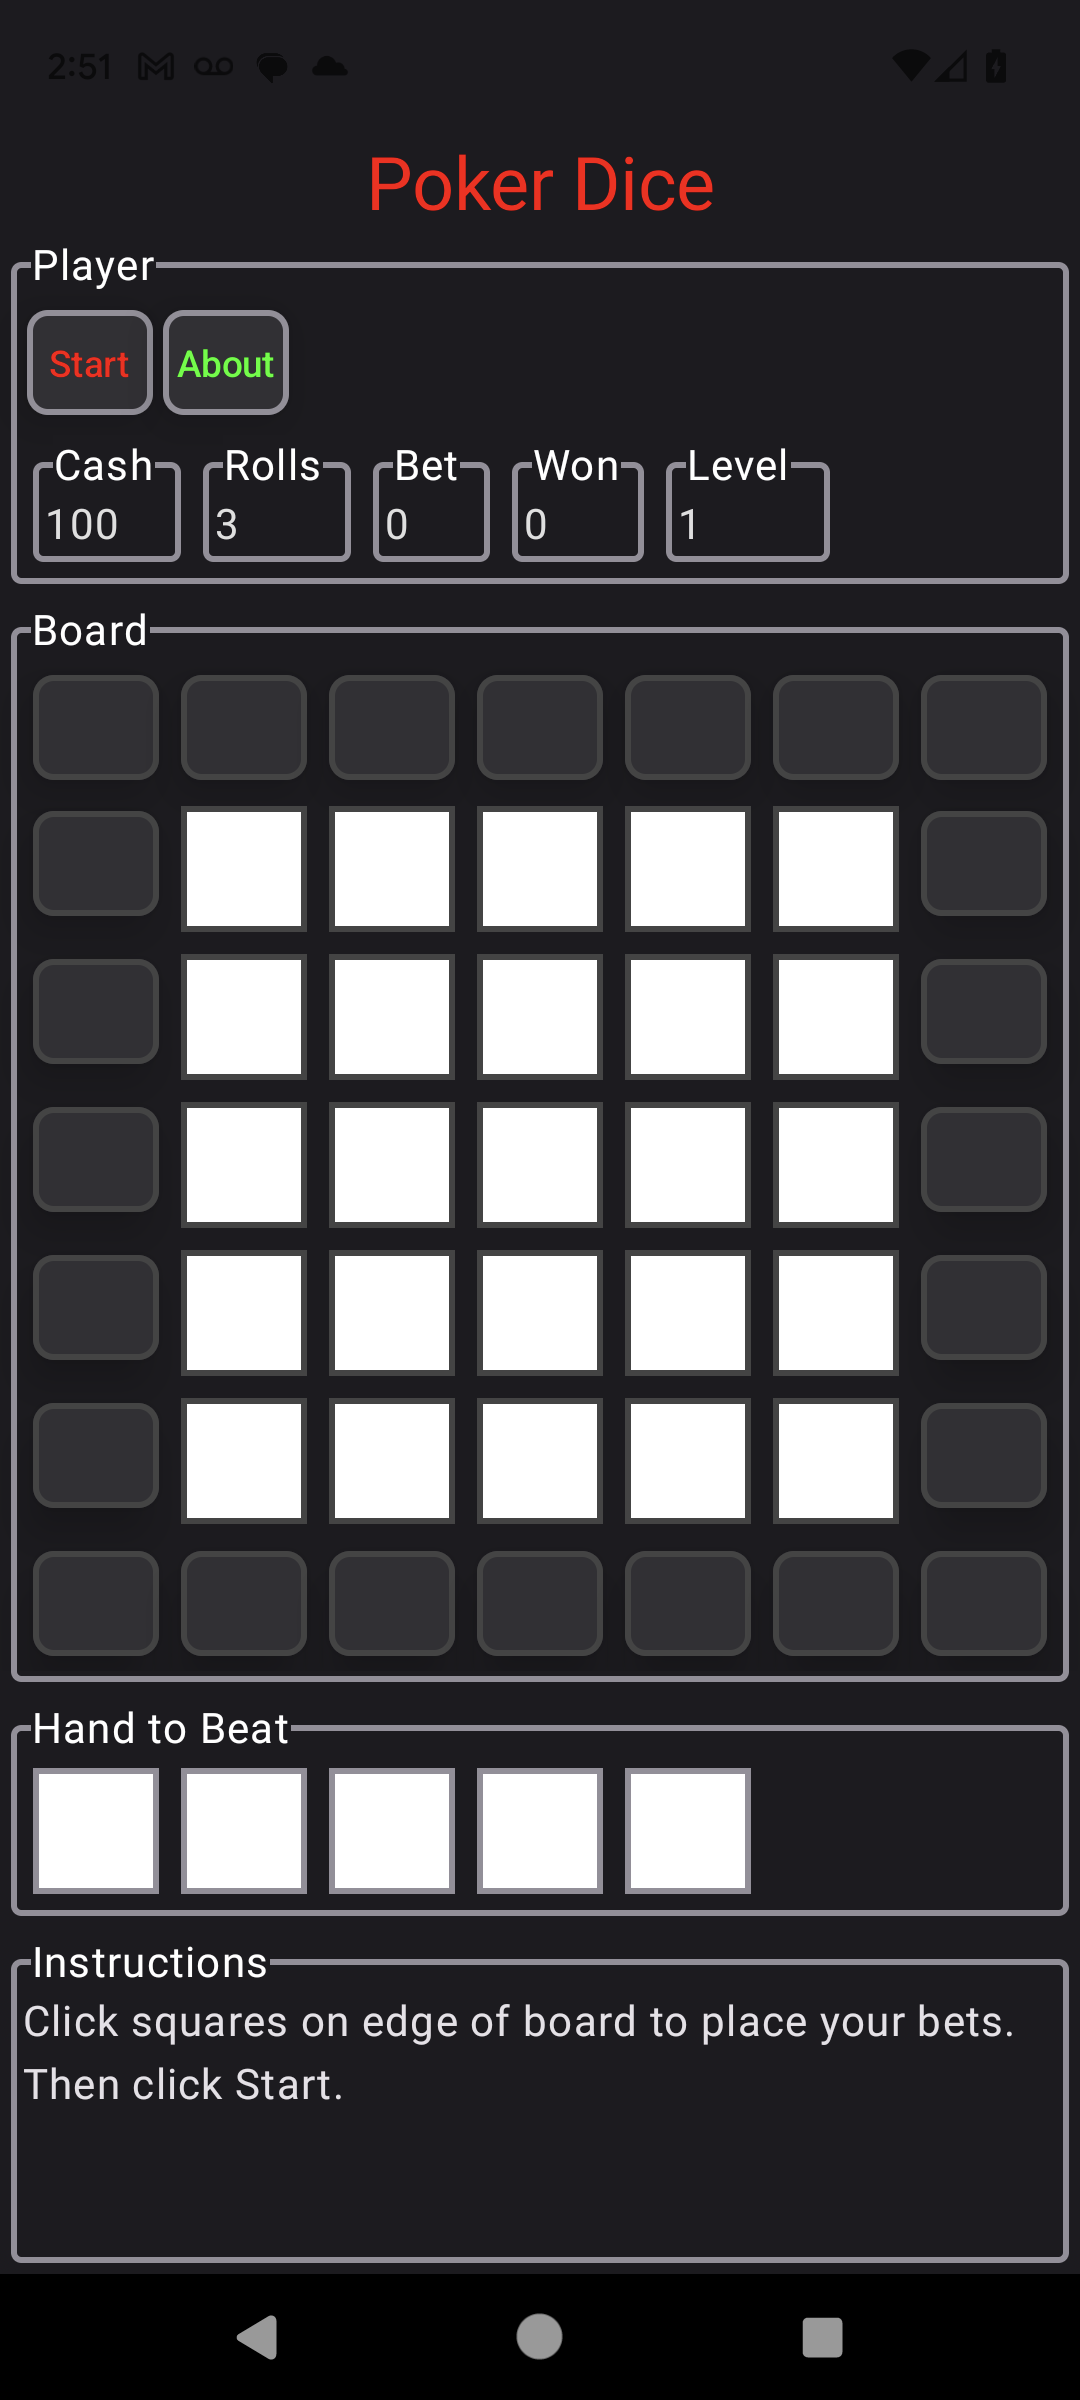 2:51
Poker Dice
Player
Start About
Cash Rolls Bet Won Level
100 3 0 0 1
Board
Hand to Beat
Instructions
Click squares on edge of board to place your bets.
Then click Start.